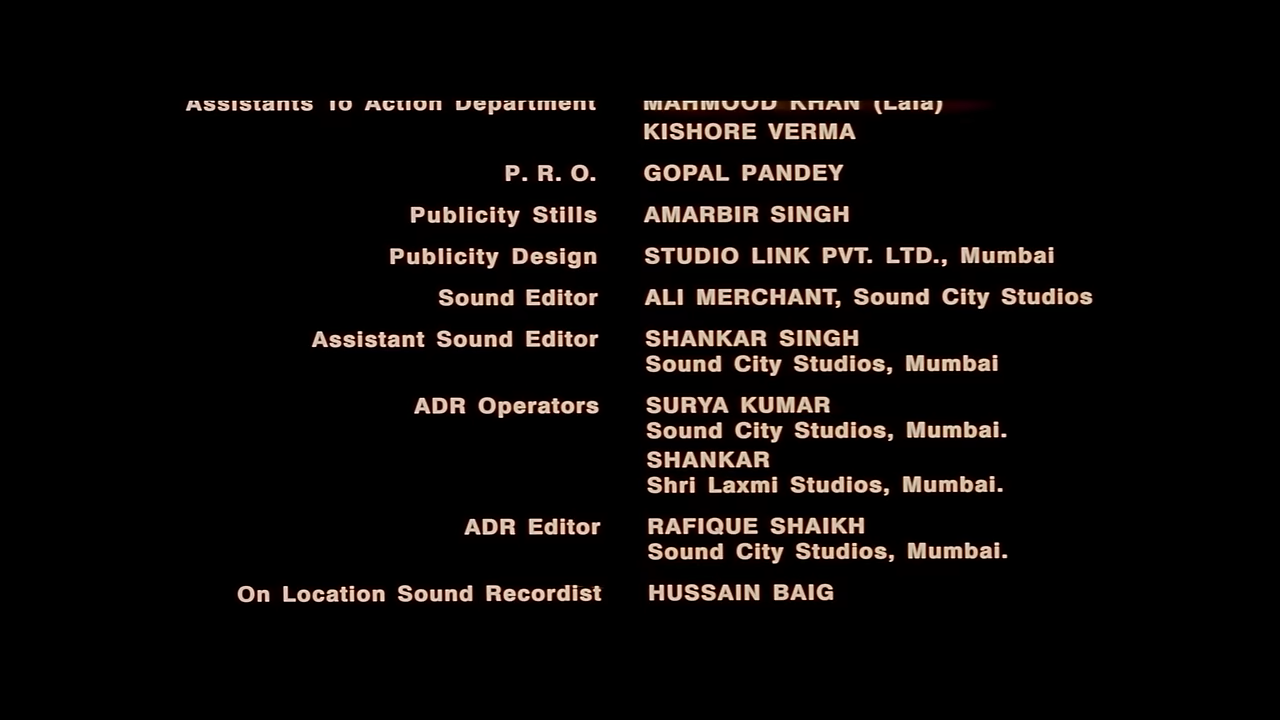 Assistants To Action Department MAHMOOD KHAN (Lala)
KISHORE VERMA
P. R. O. GOPAL PANDEY
Publicity Stills AMARBIR SINGH
Publicity Design STUDIO LINK PVT. LTD., Mumbai
Sound Editor ALI MERCHANT, Sound City Studios
Assistant Sound Editor SHANKAR SINGH
Sound City Studios, Mumbai
ADR Operators SURYA KUMAR
Sound City Studios, Mumbai.
SHANKAR
Shri Laxmi Studios, Mumbai.
ADR Editor RAFIQUE SHAIKH
Sound City Studios, Mumbai.
On Location Sound Recordist HUSSAIN BAIG